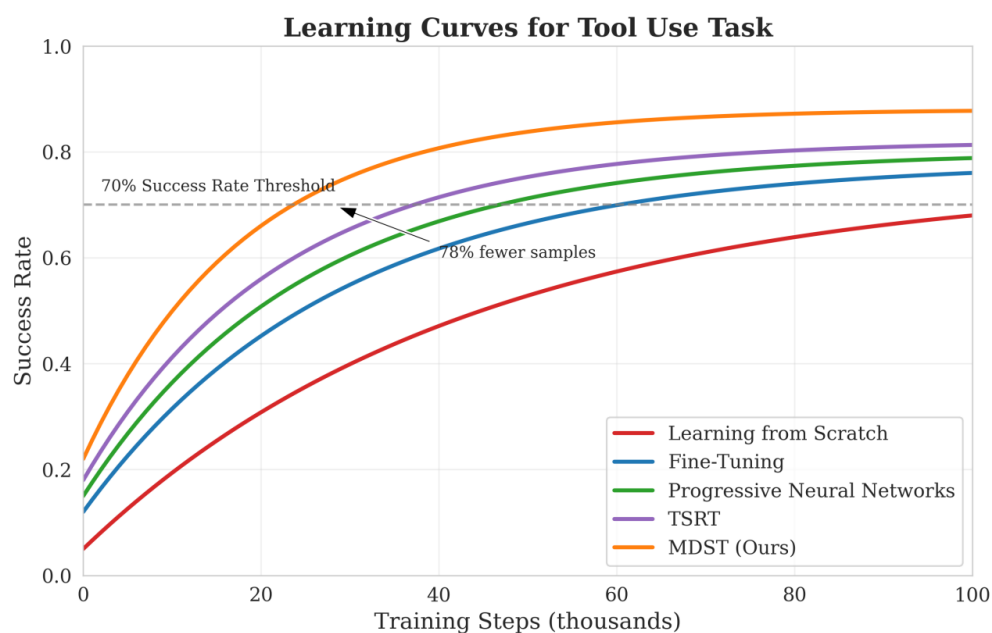 Learning Curves for Tool Use Task
1.0
0.8
0.6
0.4
0.2
0.0
Success Rate
70% Success Rate Threshold
78% fewer samples
Learning from Scratch
Fine-Tuning
Progressive Neural Networks
TSRT
MDST (Ours)
0 20 40 60 80 100
Training Steps (thousands)